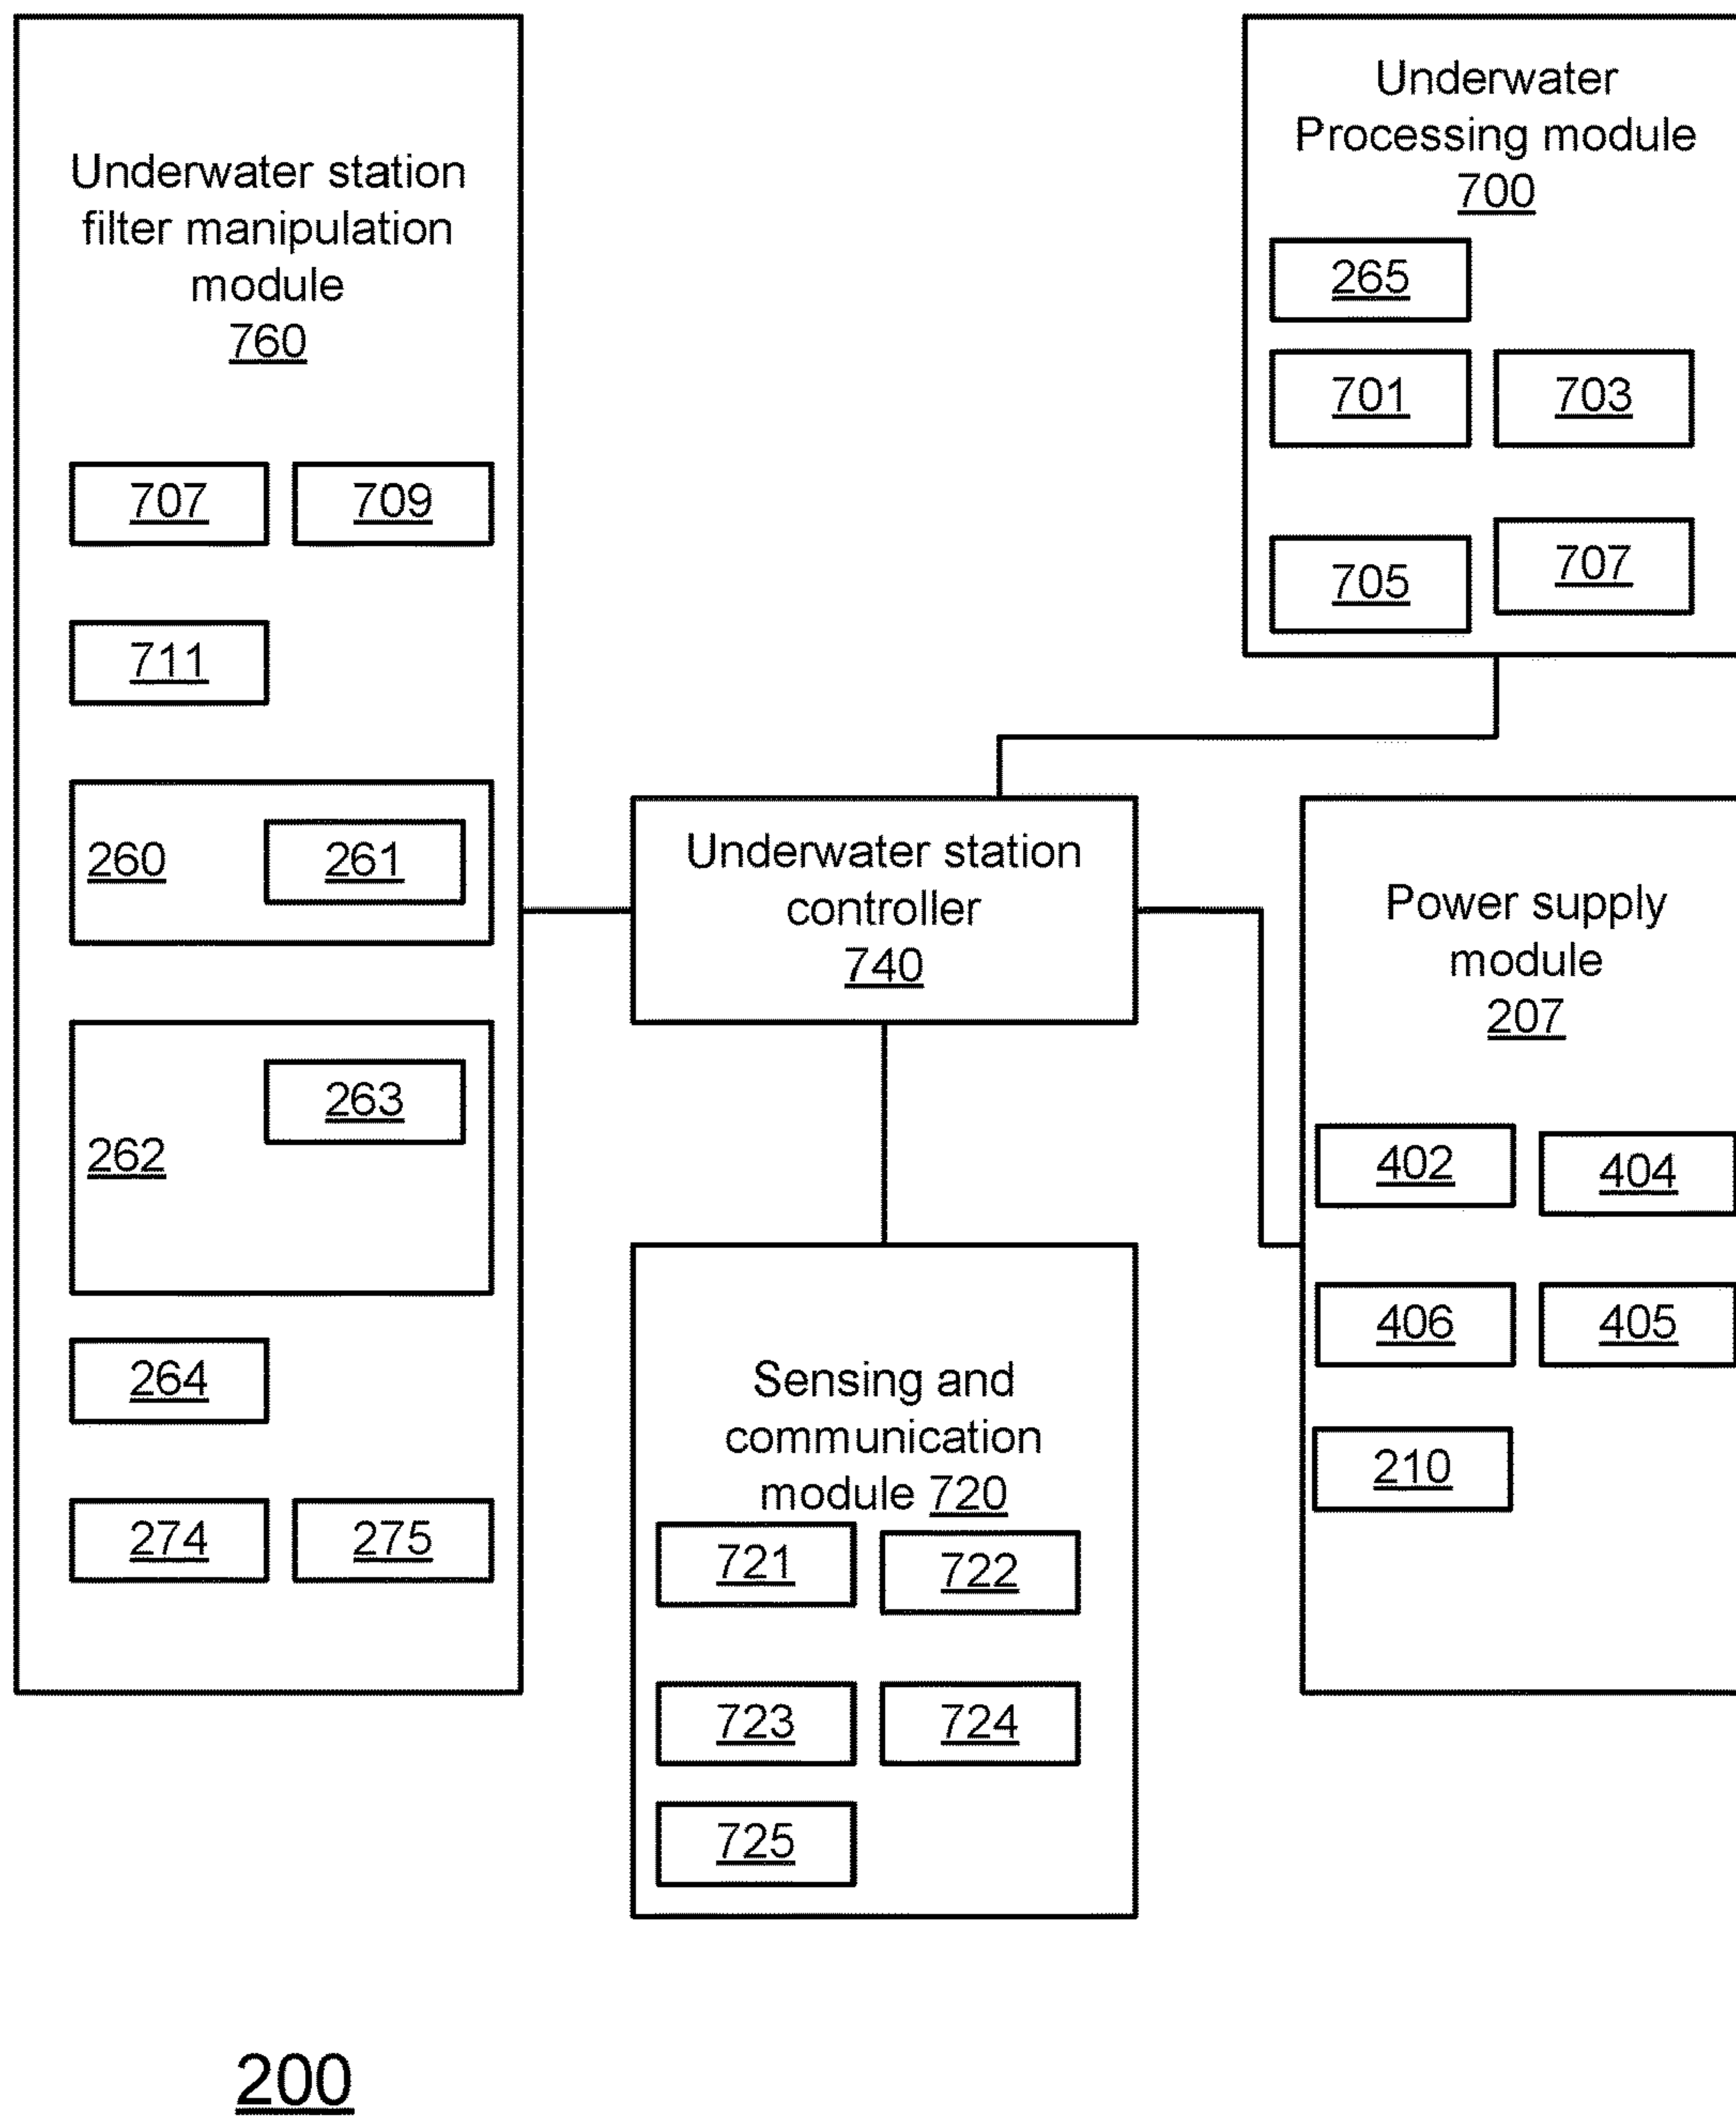 Underwater station
filter manipulation
module
760
707 709
711
260 261
263
262
264
274 275
Underwater
Processing module
700
265
701 703
705 707
Underwater station
controller
740
Power supply
module
207
402 404
406 405
210
Sensing and
communication
module 720
721 722
723 724
725
200